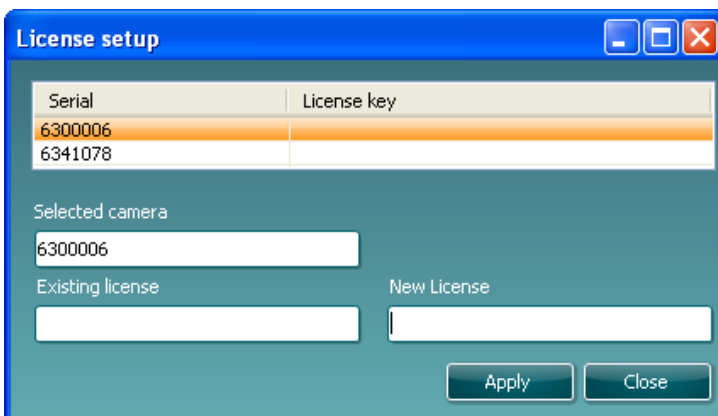 License setup
Serial License key
6300006
6341078
Selected camera
6300006
Existing license New License
Apply Close